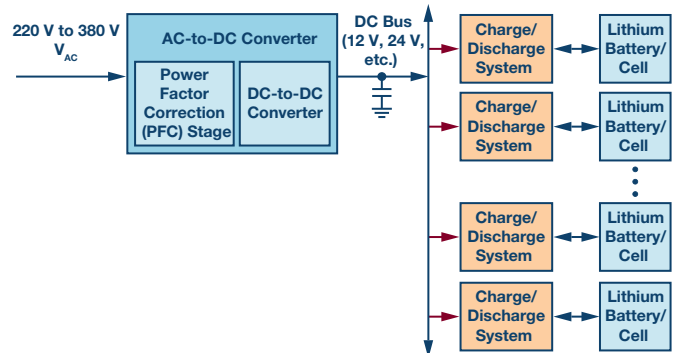 220 V to 380 V
VAC
AC-to-DC Converter
Power
Factor
Correction
(PFC) Stage
DC-to-DC
Converter
DC Bus
(12 V, 24 V,
etc.)
Charge/
Discharge
System
Lithium
Battery/
Cell
Charge/
Discharge
System
Lithium
Battery/
Cell
Charge/
Discharge
System
Lithium
Battery/
Cell
Charge/
Discharge
System
Lithium
Battery/
Cell